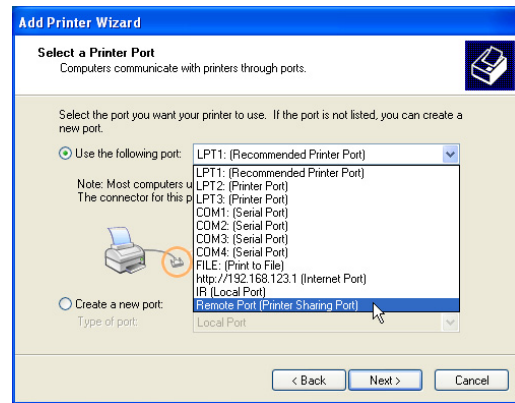 Add Printer Wizard
Select a Printer Port
Computers communicate with printers through ports.
Select the port you want your printer to use. If the port is not listed, you can create a
new port.
Use the following port: LPT1: (Recommended Printer Port)
LPT1: (Recommended Printer Port)
Note: Most computers u
LPT2: (Printer Port)
The connector for this p
LPT3: (Printer Port)
COM1: (Serial Port)
COM2: (Serial Port)
COM3: (Serial Port)
COM4: (Serial Port)
FILE: (Print to File)
http://192.168.123.1 (Internet Port)
IR (Local Port)
Create a new port: Remote Port (Printer Sharing Port)
Type of port: Local Port
< Back Next > Cancel